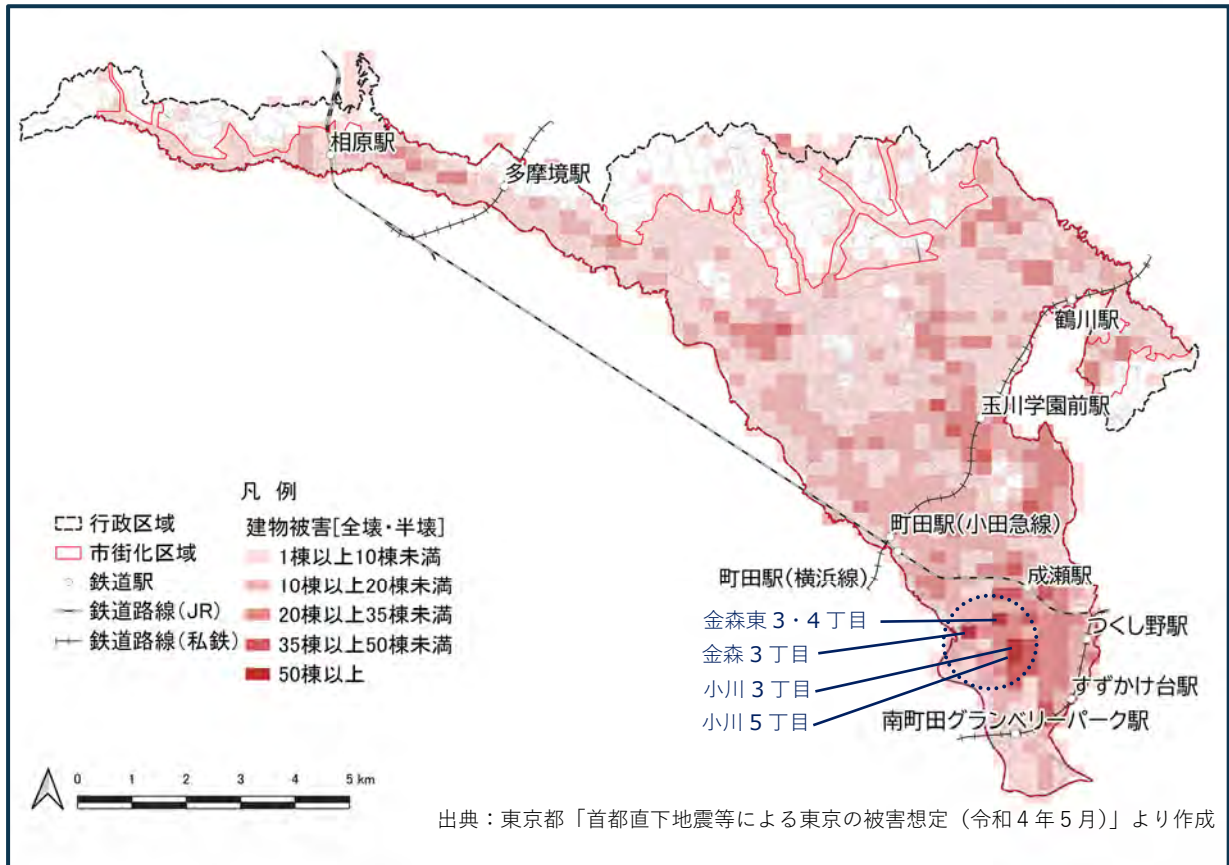 相原駅
多摩境駅
鶴川駅
玉川学園前駅
町田駅(小田急線)
町田駅(横浜線)
成瀬駅
つくし野駅
すずかけ台駅
南町田グランベリーパーク駅
金森東3・4丁目
金森3丁目
小川3丁目
小川5丁目
凡 例
行政区域
市街化区域
鉄道駅
鉄道路線(JR)
鉄道路線(私鉄)
建物被害[全壊・半壊]
1棟以上10棟未満
10棟以上20棟未満
20棟以上35棟未満
35棟以上50棟未満
50棟以上
0 1 2 3 4 5 km
出典：東京都「首都直下地震等による東京の被害想定（令和4年5月）」より作成